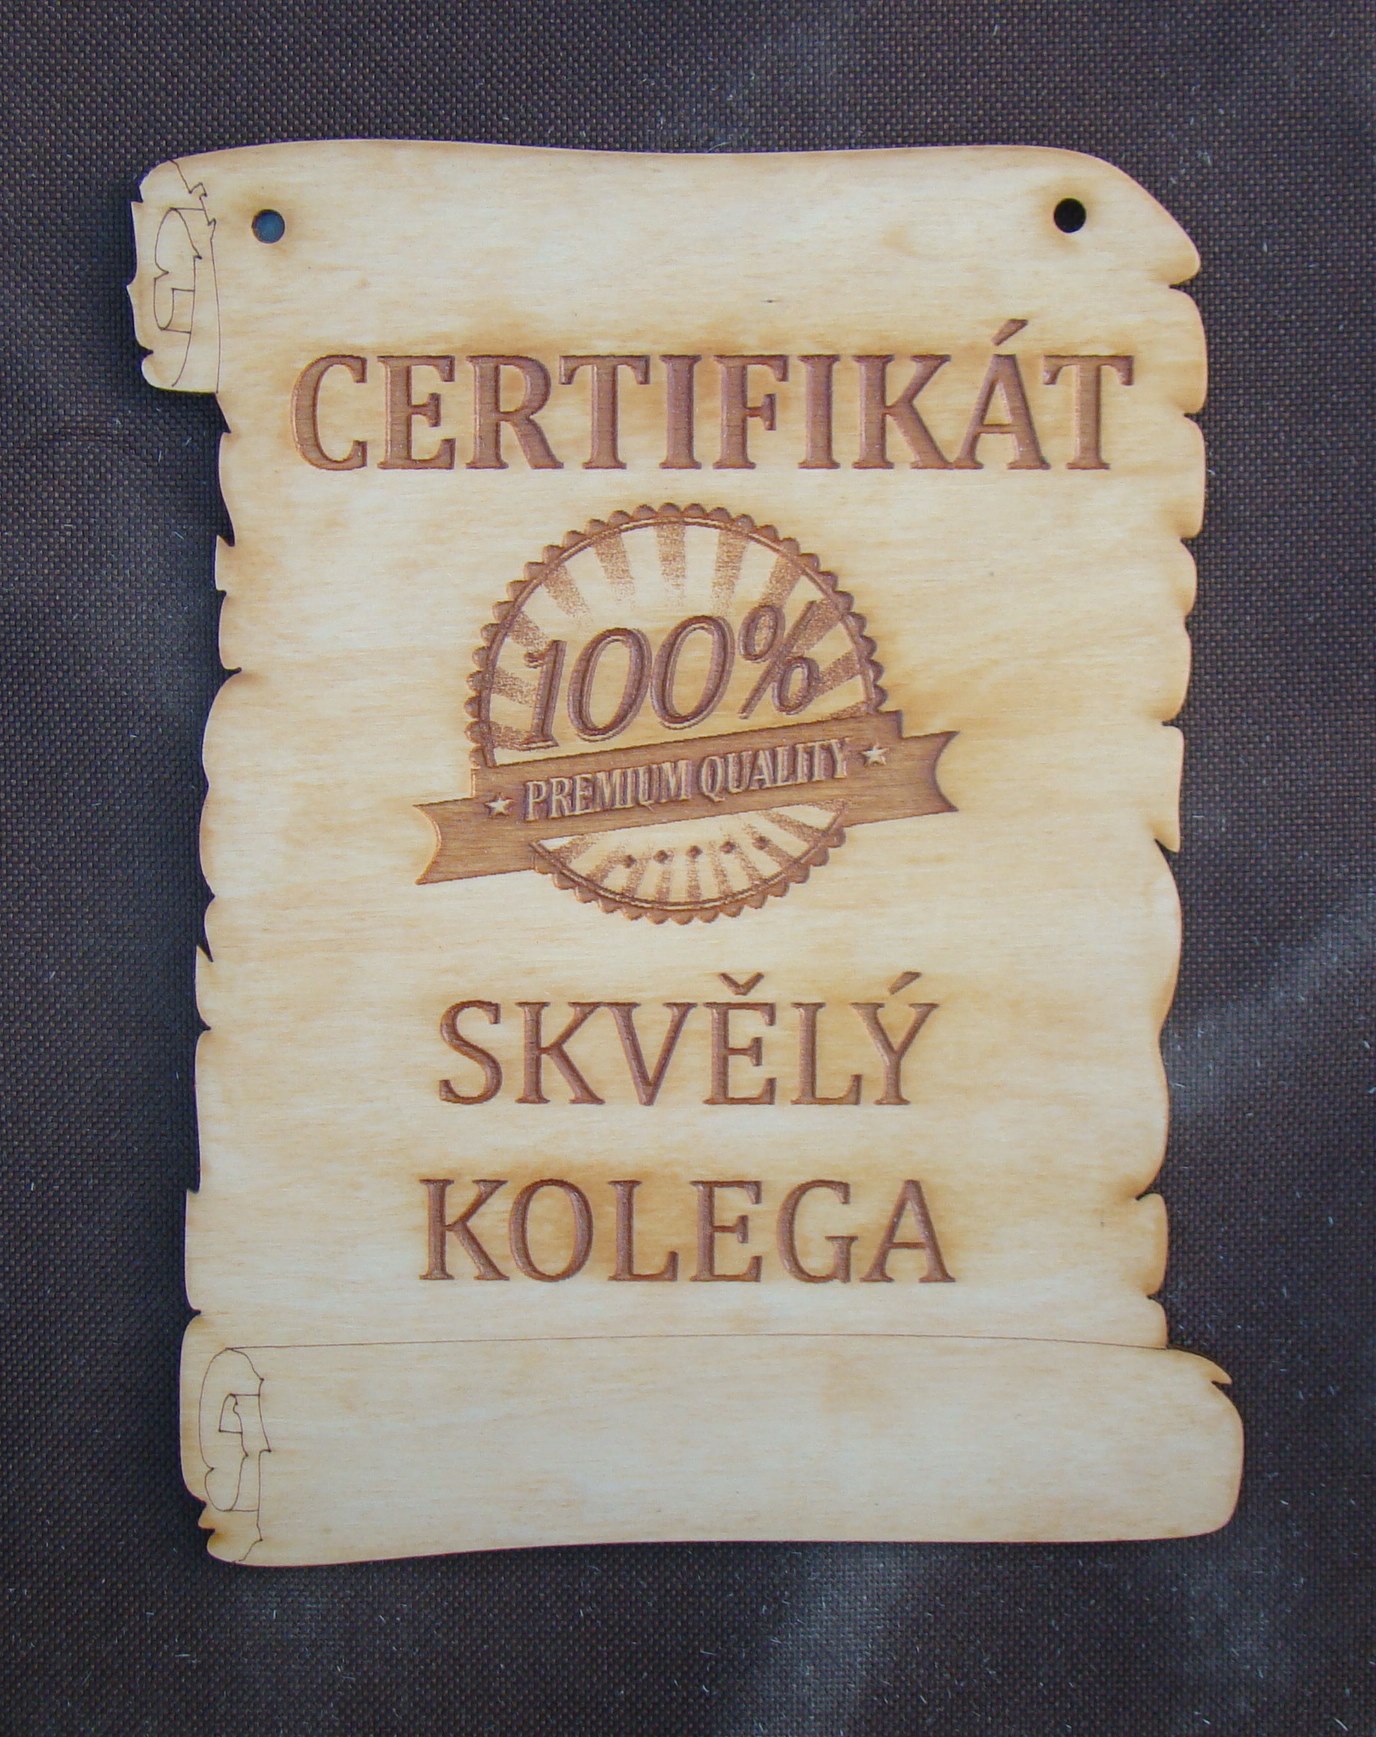 CERTIFIKÁT
100%
★ PREMIUM QUALITY ★
SKVĚLÝ
KOLEGA